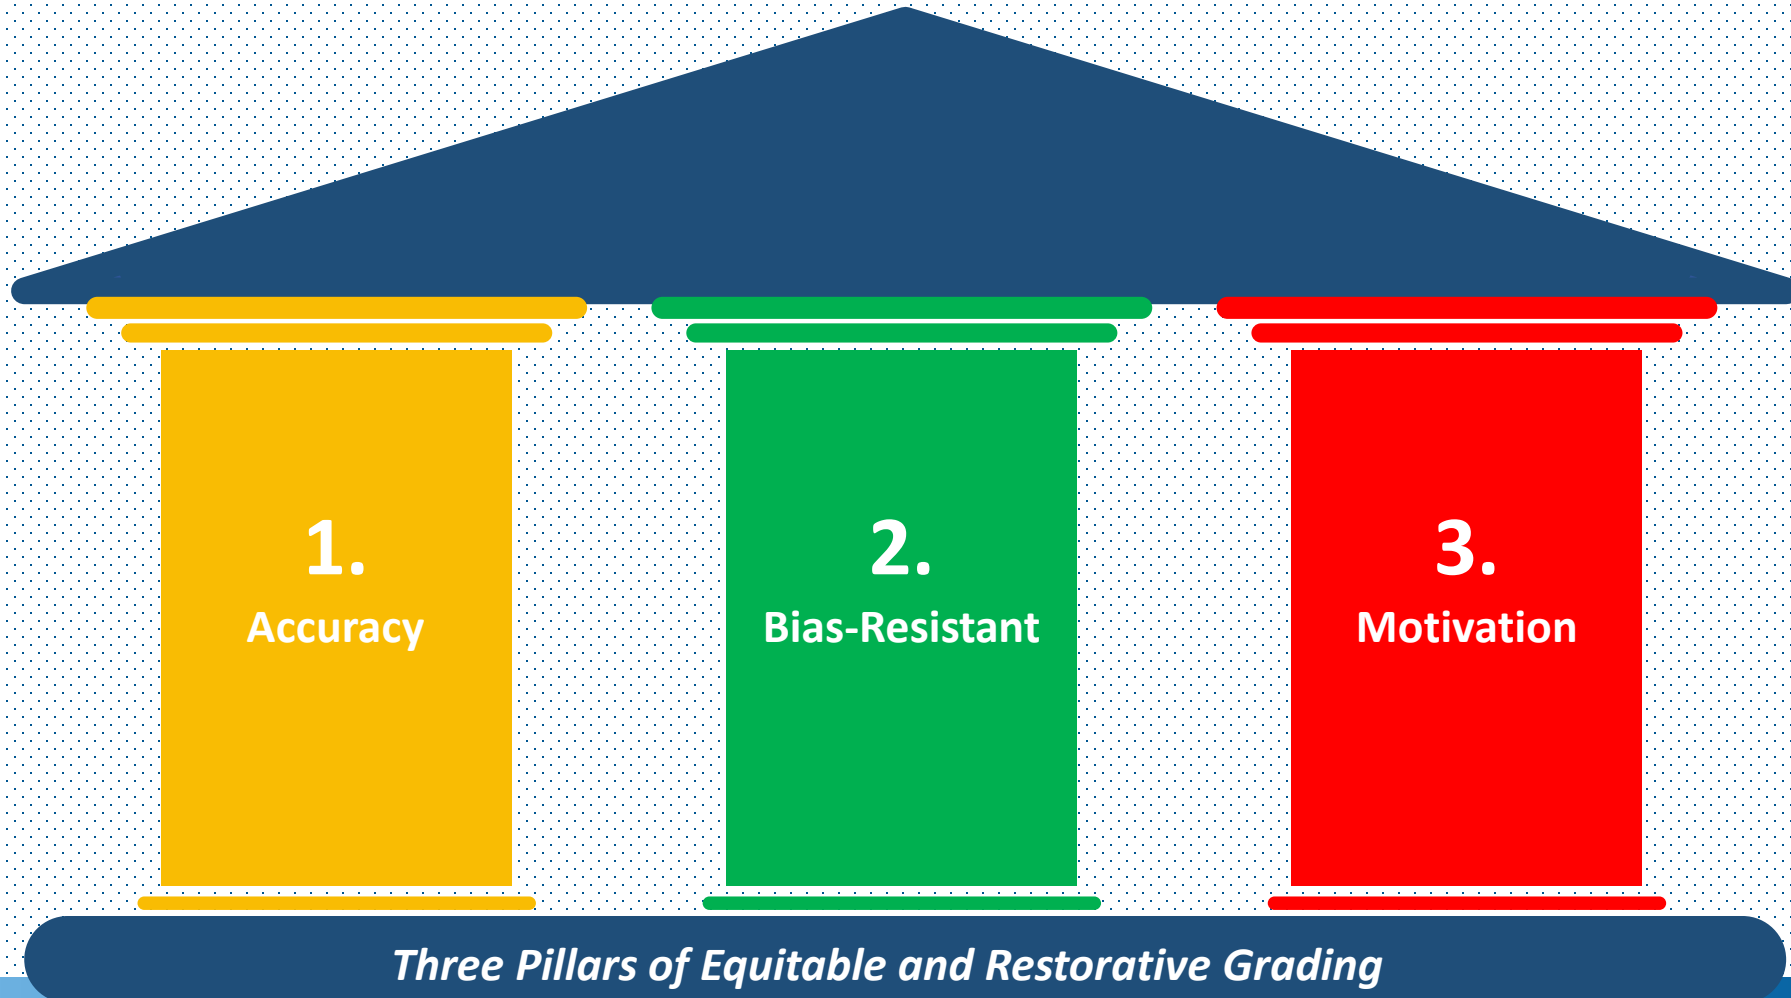 1.
Accuracy
2.
Bias-Resistant
3.
Motivation
Three Pillars of Equitable and Restorative Grading